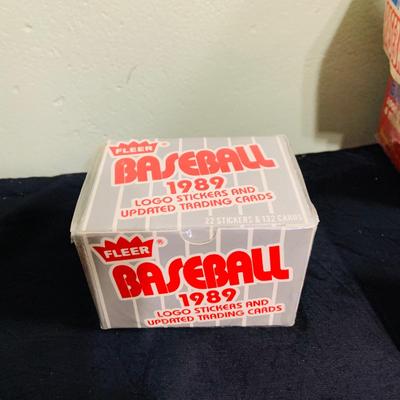 FLEER®
BASEBALL
1989
LOGO STICKERS AND
UPDATED TRADING CARDS
22 STICKERS & 132 CARDS
FLEER®
BASEBALL
1989
LOGO STICKERS AND
UPDATED TRADING CARDS